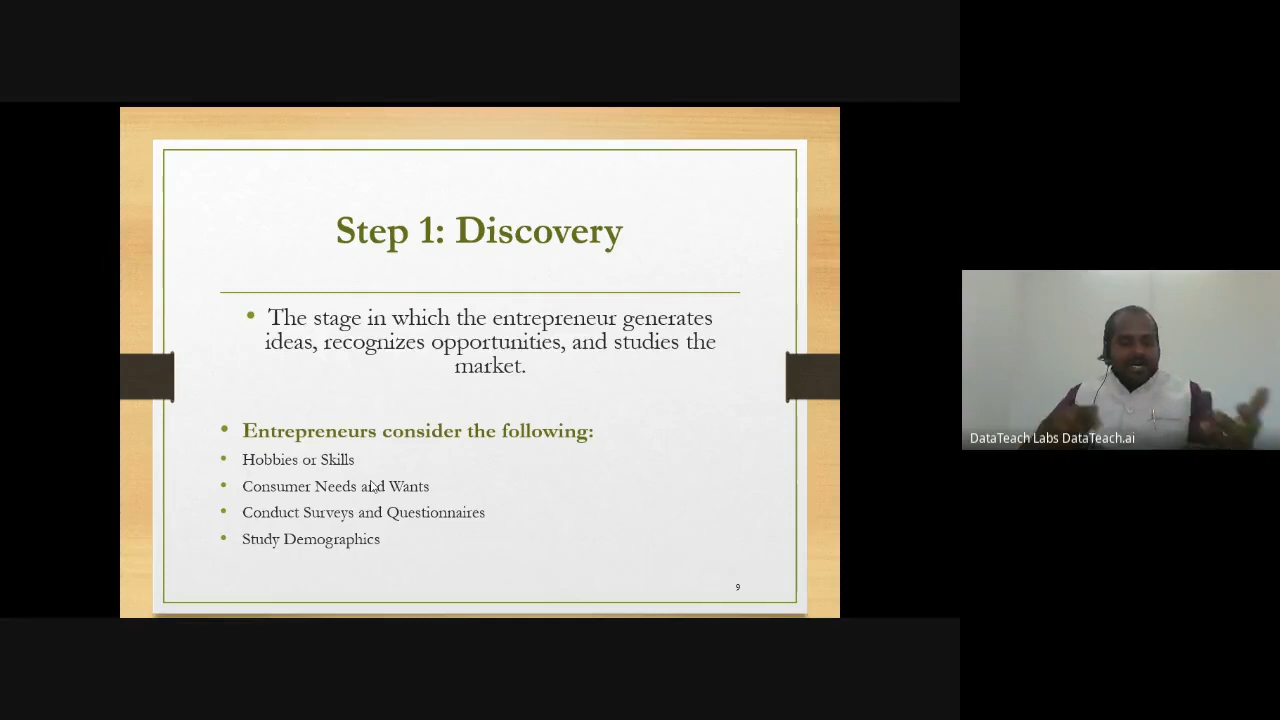 Step 1: Discovery
• The stage in which the entrepreneur generates
ideas, recognizes opportunities, and studies the
market.
• Entrepreneurs consider the following:
• Hobbies or Skills
• Consumer Needs and Wants
• Conduct Surveys and Questionnaires
• Study Demographics
9
DataTeach Labs DataTeach.ai